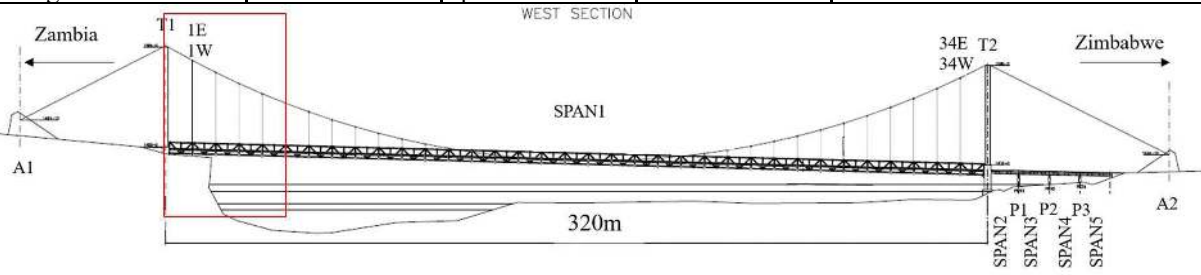 WEST SECTION
Zambia
T1
1E
1W
34E
34W
T2
Zimbabwe
SPAN1
A1
320m
P1
P2
P3
A2
SPAN2
SPAN3
SPAN4
SPAN5